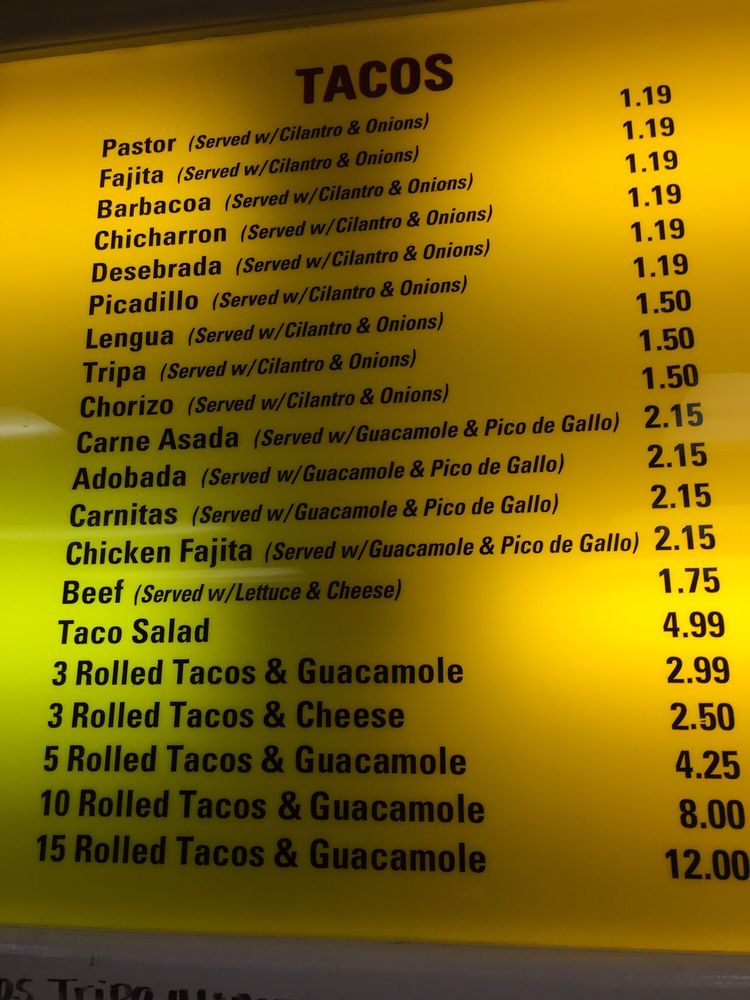 TACOS
Pastor (Served w/Cilantro & Onions) 1.19
Fajita (Served w/Cilantro & Onions) 1.19
Barbacoa (Served w/Cilantro & Onions) 1.19
Chicharron (Served w/Cilantro & Onions) 1.19
Desebrada (Served w/Cilantro & Onions) 1.19
Picadillo (Served w/Cilantro & Onions) 1.19
Lengua (Served w/Cilantro & Onions) 1.50
Tripa (Served w/Cilantro & Onions) 1.50
Chorizo (Served w/Cilantro & Onions) 1.50
Carne Asada (Served w/Guacamole & Pico de Gallo) 2.15
Adobada (Served w/Guacamole & Pico de Gallo) 2.15
Carnitas (Served w/Guacamole & Pico de Gallo) 2.15
Chicken Fajita (Served w/Guacamole & Pico de Gallo) 2.15
Beef (Served w/Lettuce & Cheese) 1.75
Taco Salad 4.99
3 Rolled Tacos & Guacamole 2.99
3 Rolled Tacos & Cheese 2.50
5 Rolled Tacos & Guacamole 4.25
10 Rolled Tacos & Guacamole 8.00
15 Rolled Tacos & Guacamole 12.00
Tripa